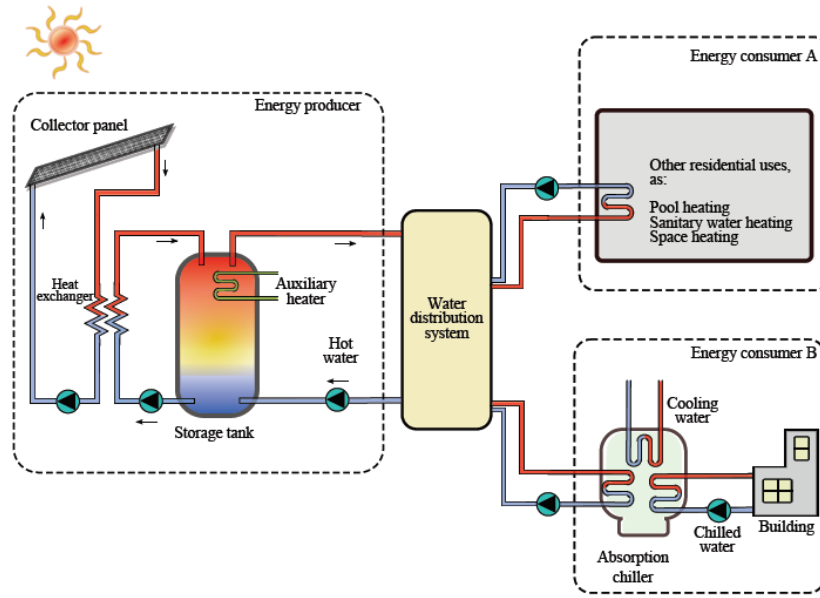 Energy consumer A
Energy producer
Collector panel
Other residential uses,
as:
Pool heating
Sanitary water heating
Space heating
Heat
exchanger
Auxiliary
heater
Water
distribution
system
Hot
water
Storage tank
Energy consumer B
Cooling
water
Chilled
water
Building
Absorption
chiller